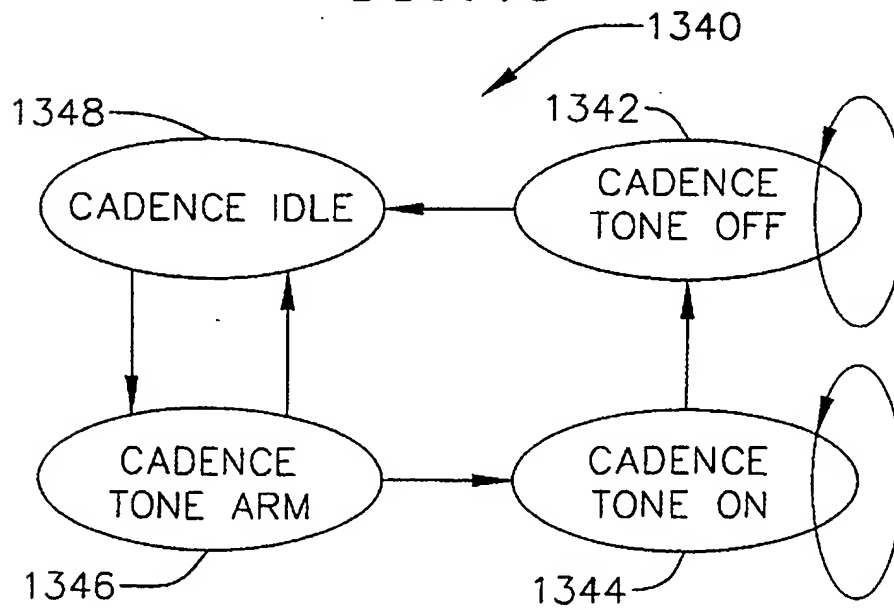 1340
1348
1342
CADENCE IDLE
CADENCE
TONE OFF
CADENCE
TONE ARM
CADENCE
TONE ON
1346
1344